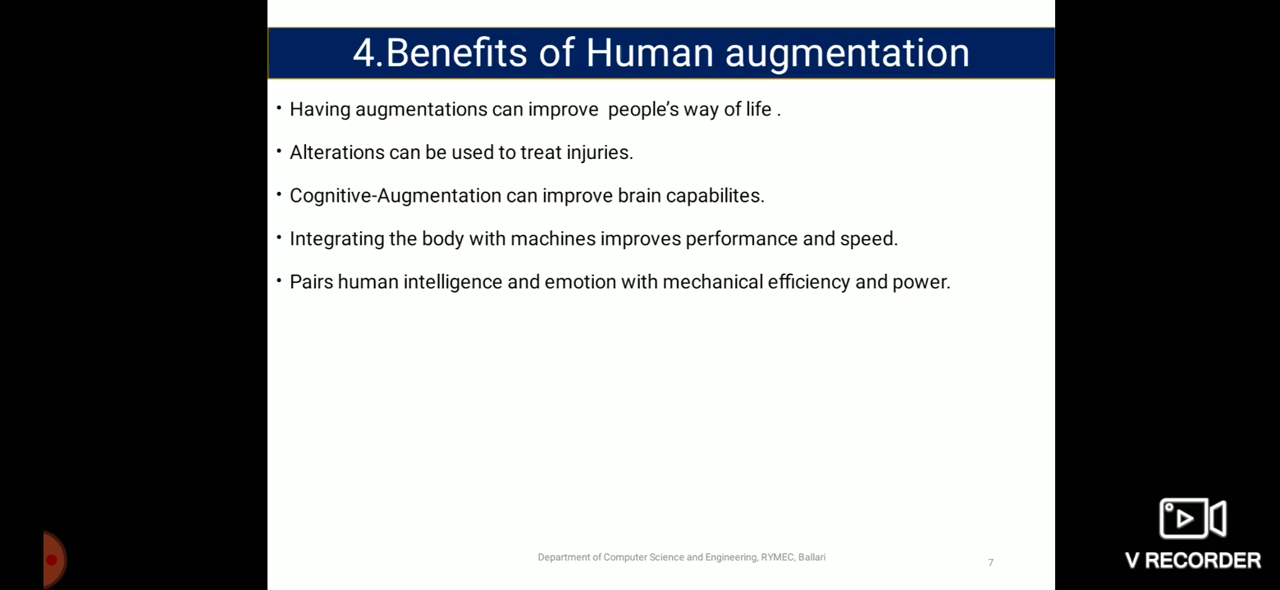 4.Benefits of Human augmentation
• Having augmentations can improve  people’s way of life .
• Alterations can be used to treat injuries.
• Cognitive-Augmentation can improve brain capabilites.
• Integrating the body with machines improves performance and speed.
• Pairs human intelligence and emotion with mechanical efficiency and power.
Department of Computer Science and Engineering, RYMEC, Ballari
7
V RECORDER